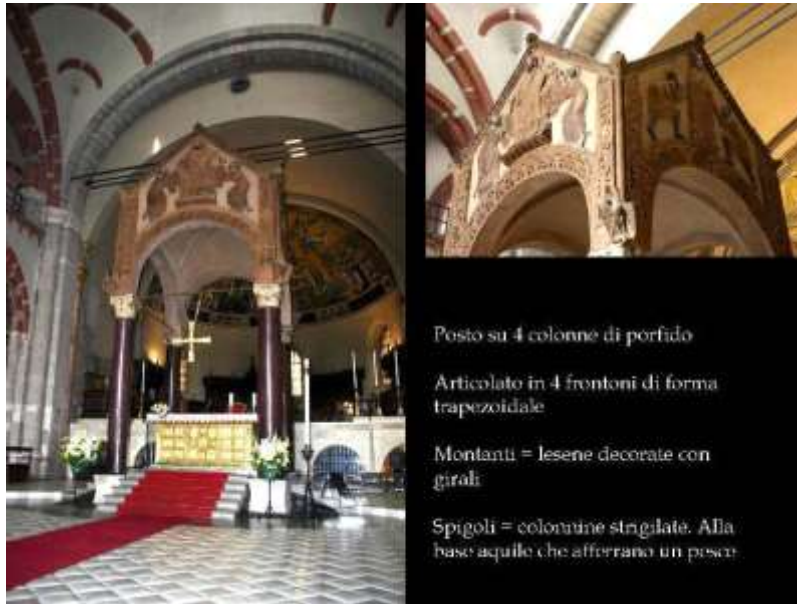 Posto su 4 colonne di porfido
Articolato in 4 frontoni di forma
trapezoidale
Montanti = lesene decorate con
girali
Spigoli = colonnine strigilate. Alla
base aquile che afferrano un pesce